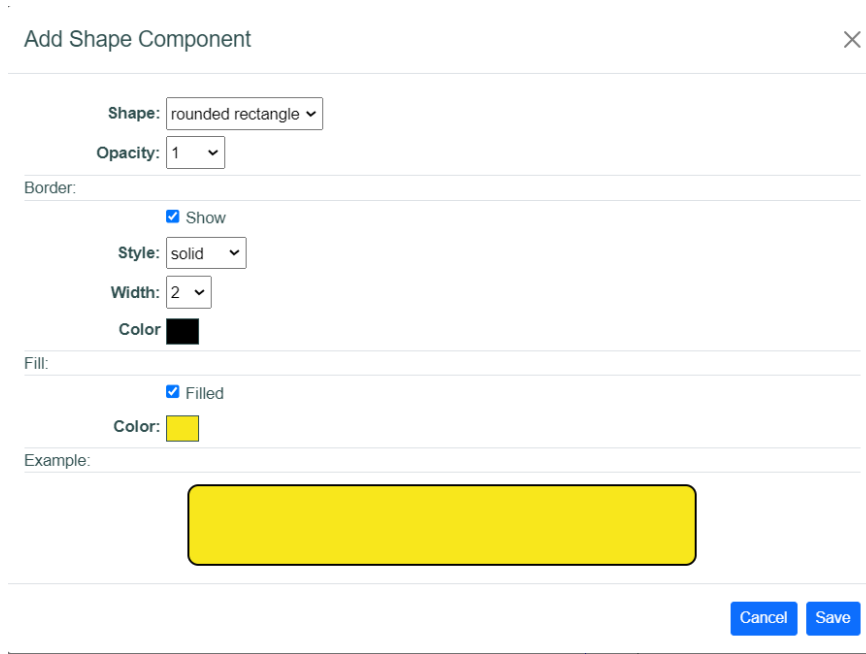 Add Shape Component
Shape: rounded rectangle
Opacity: 1
Border:
Show
Style: solid
Width: 2
Color
Fill:
Filled
Color:
Example:
Cancel Save